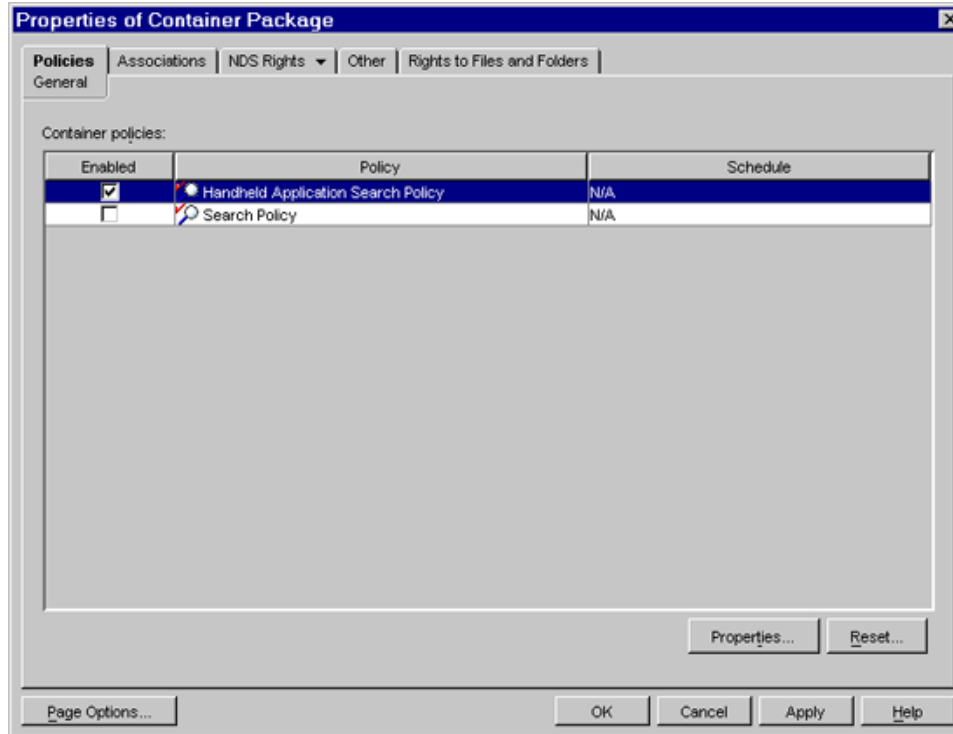 Properties of Container Package
Policies Associations NDS Rights Other Rights to Files and Folders
General
Container policies:
Enabled Policy Schedule
Handheld Application Search Policy N/A
Search Policy N/A
Properties... Reset...
Page Options... OK Cancel Apply Help